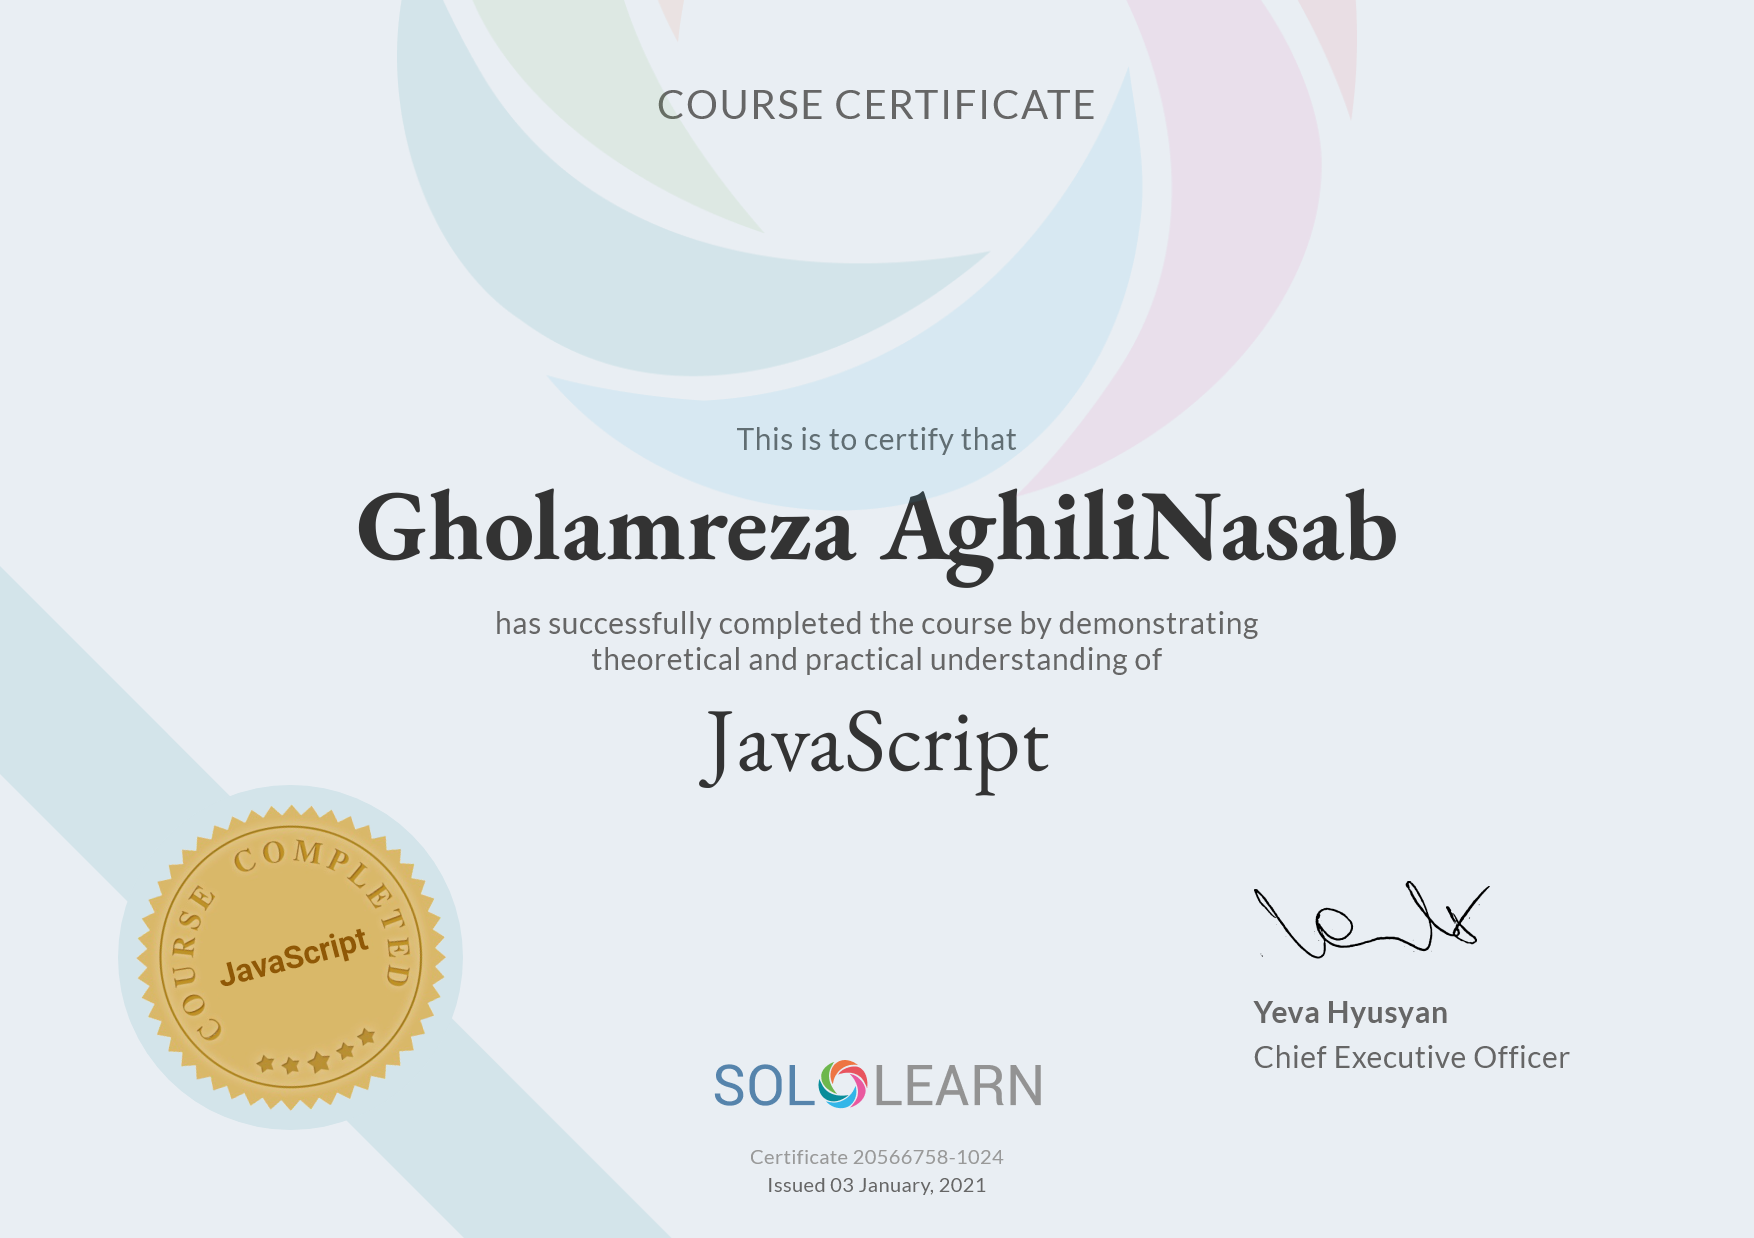 COURSE CERTIFICATE
This is to certify that
Gholamreza AghiliNasab
has successfully completed the course by demonstrating
theoretical and practical understanding of
JavaScript
COURSE COMPLETED
JavaScript
Yeva Hyusyan
Chief Executive Officer
SOLOLEARN
Certificate 20566758-1024
Issued 03 January, 2021